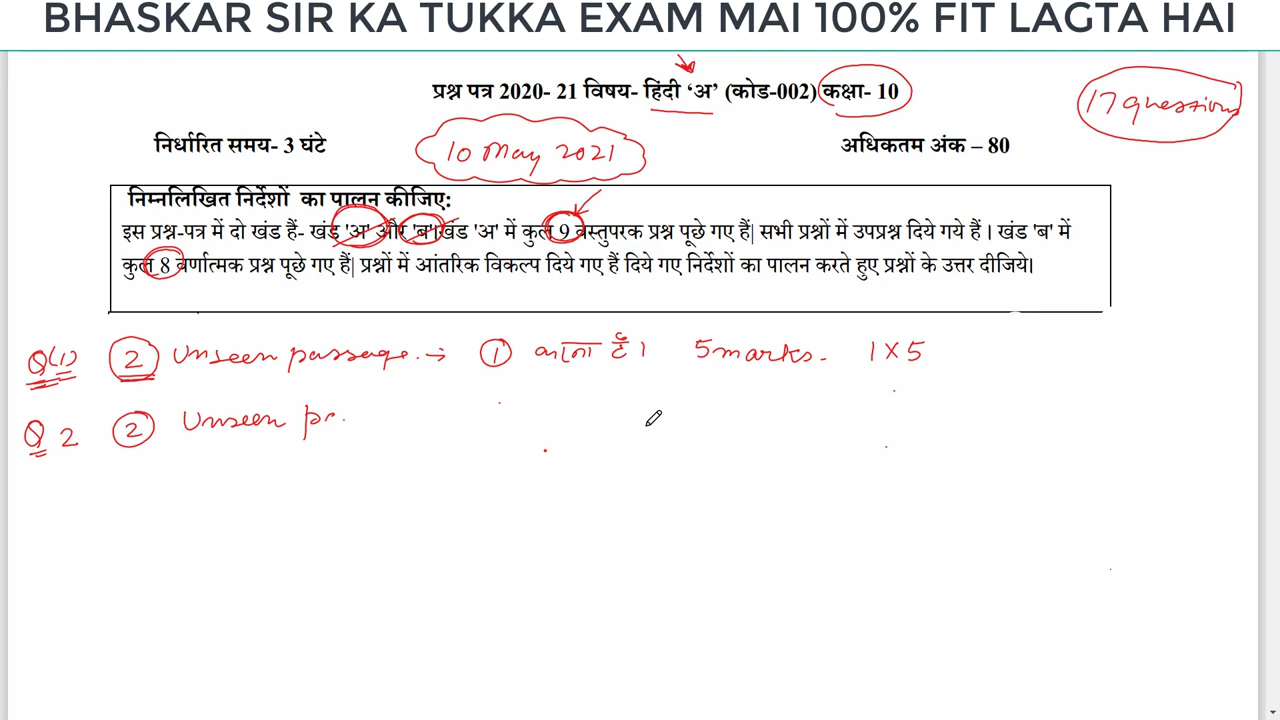 BHASKAR SIR KA TUKKA EXAM MAI 100% FIT LAGTA HAI
प्रश्न पत्र 2020- 21 विषय- हिंदी ‘अ’ (कोड-002) कक्षा- 10
17 questions
निर्धारित समय- 3 घंटे
10 May 2021
अधिकतम अंक – 80
निम्नलिखित निर्देशों का पालन कीजिए:
इस प्रश्न-पत्र में दो खंड हैं- खंड 'अ' और 'ब'। खंड 'अ' में कुल 9 वस्तुपरक प्रश्न पूछे गए हैं| सभी प्रश्नों में उपप्रश्न दिये गये हैं। खंड 'ब' में
कुल 8 वर्णात्मक प्रश्न पूछे गए हैं| प्रश्नों में आंतरिक विकल्प दिये गए हैं दिये गए निर्देशों का पालन करते हुए प्रश्नों के उत्तर दीजिये।
Q(1) 2 Unseen passage. → 1 करना है। 5 marks. 1 X 5
Q 2 2 Unseen pr.